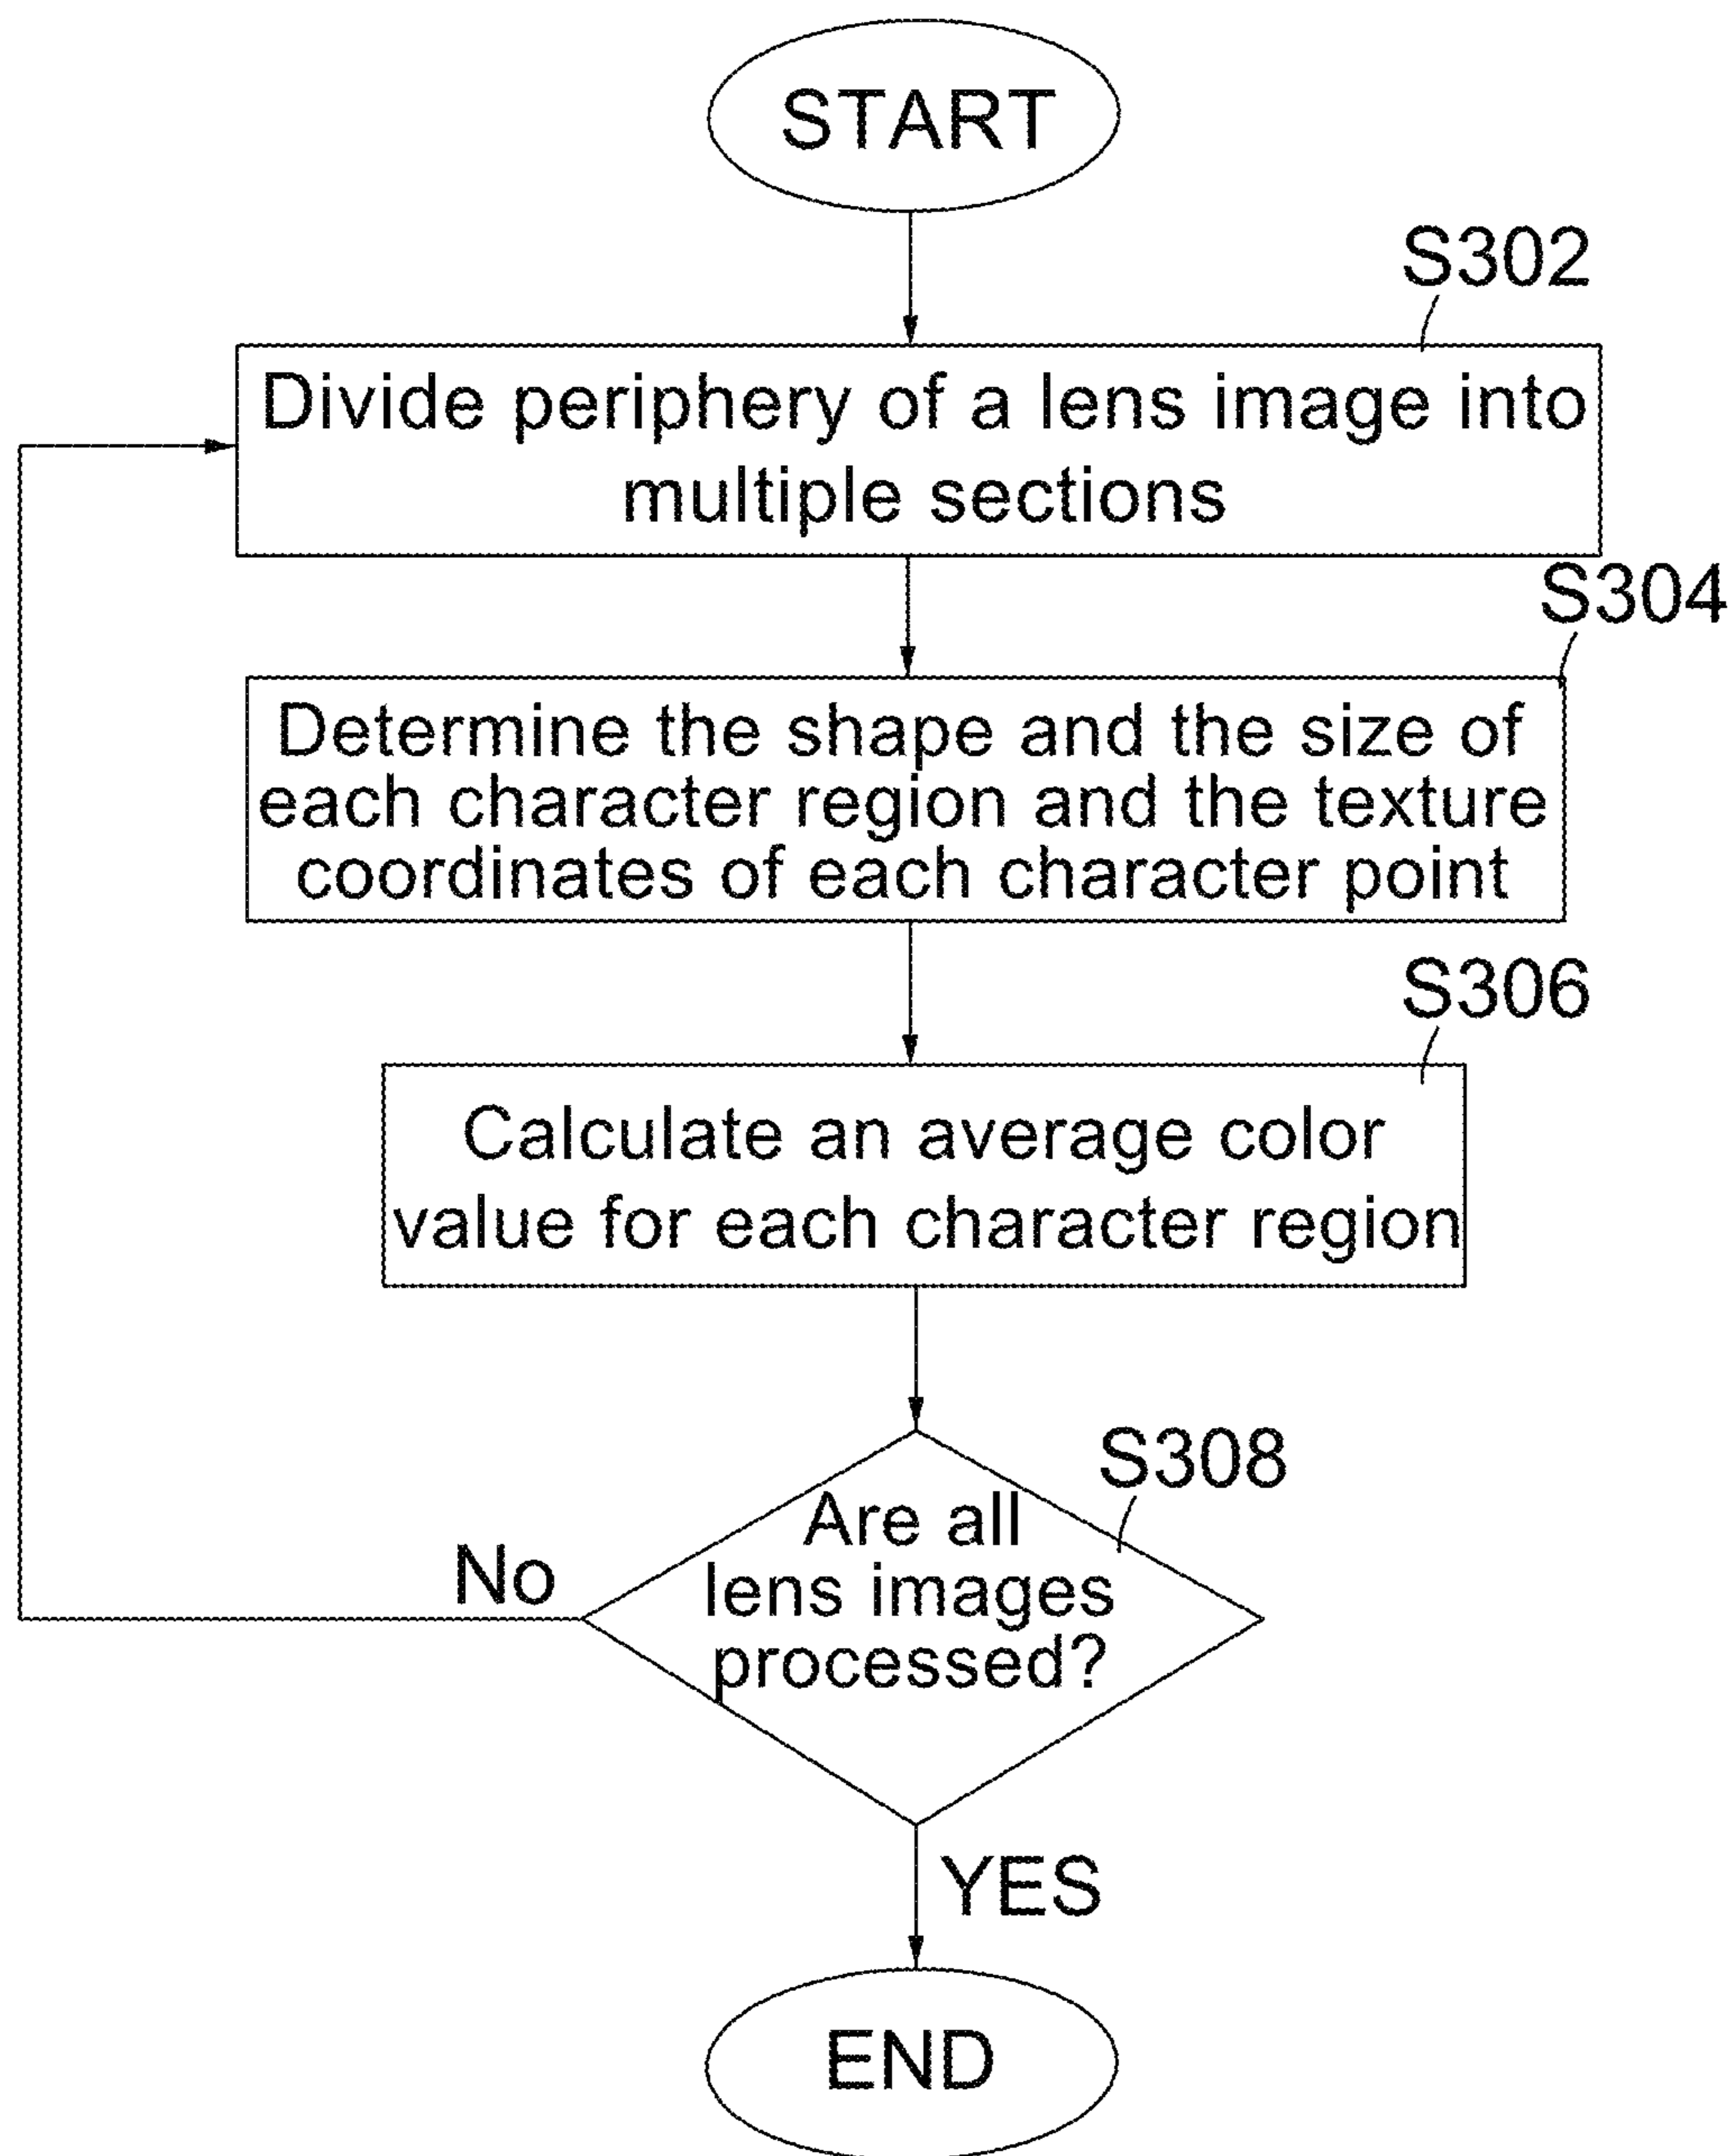 START
S302
Divide periphery of a lens image into
multiple sections
S304
Determine the shape and the size of
each character region and the texture
coordinates of each character point
S306
Calculate an average color
value for each character region
S308
Are all
lens images
processed?
No
YES
END